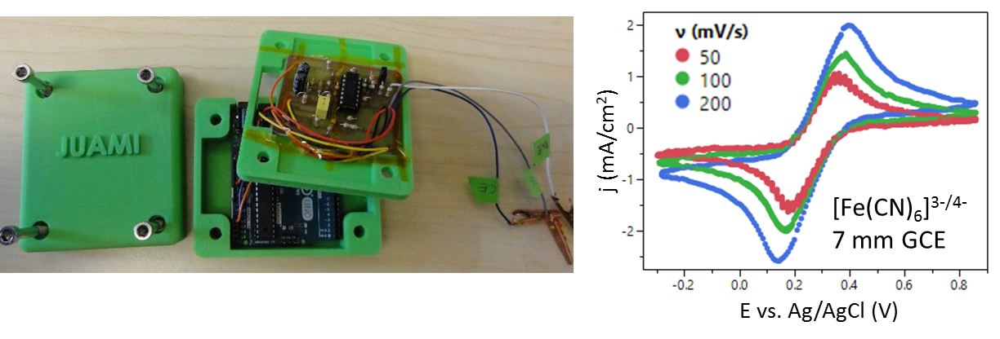 JUAMI
CE
ν (mV/s)
50
100
200
2
1
0
-1
-2
j (mA/cm²)
[Fe(CN)₆]³⁻/⁴⁻
7 mm GCE
-0.2 0.0 0.2 0.4 0.6 0.8
E vs. Ag/AgCl (V)